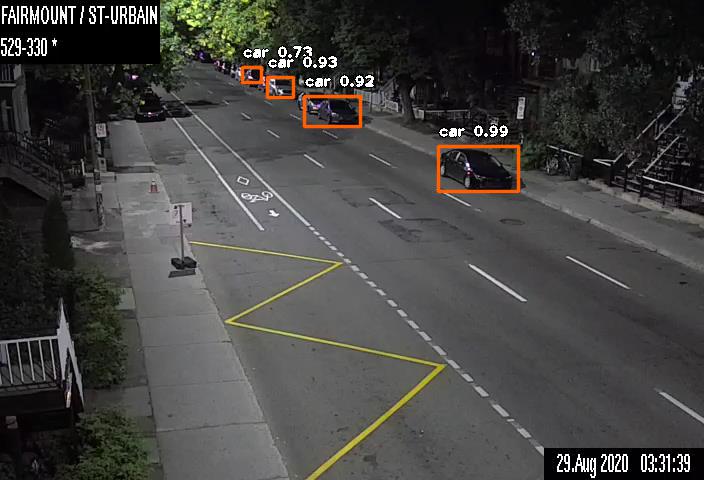 FAIRMOUNT / ST-URBAIN
529-330 *
car 0.73
car 0.93
car 0.92
car 0.99
29.Aug 2020 03:31:39